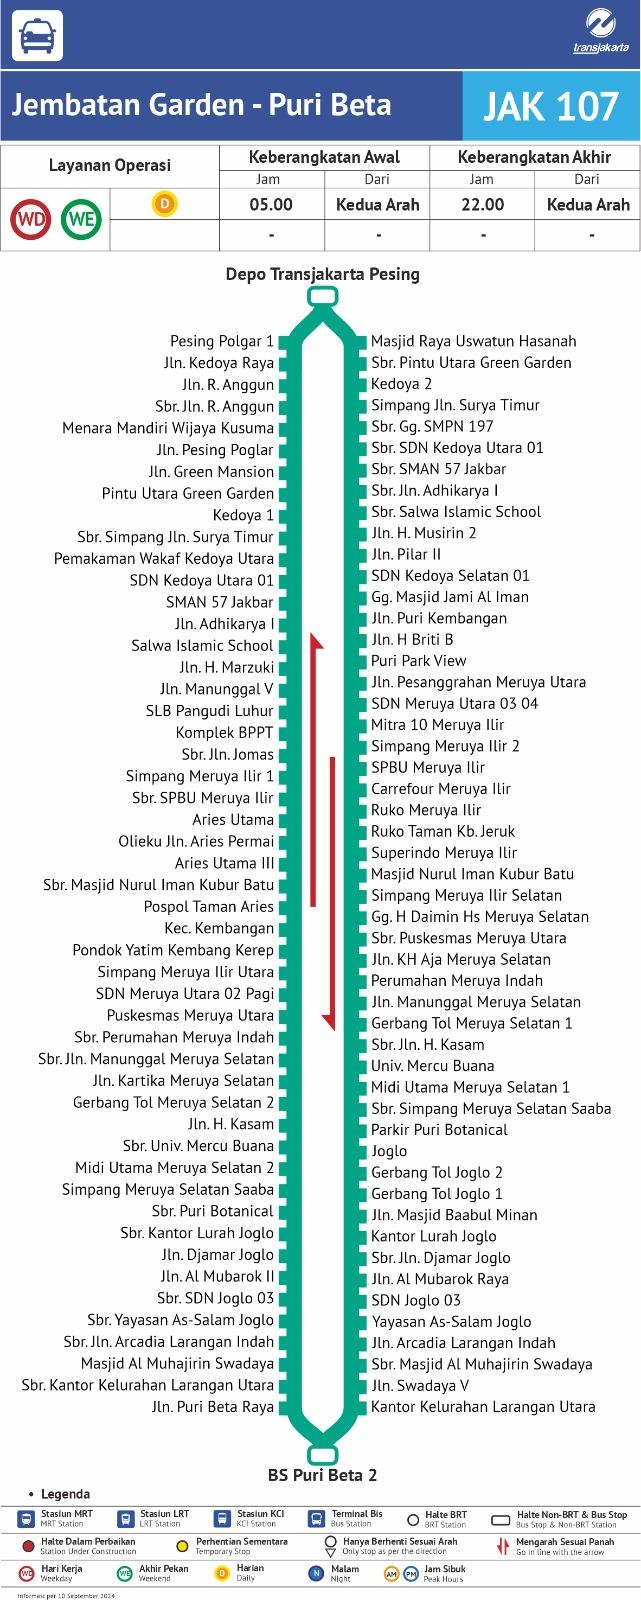 transjakarta
Jembatan Garden - Puri Beta
JAK 107
Layanan Operasi
Keberangkatan Awal
Keberangkatan Akhir
Jam
Dari
Jam
Dari
WD
WE
D
05.00
Kedua Arah
22.00
Kedua Arah
-
-
-
-
Depo Transjakarta Pesing
Pesing Polgar 1
Jln. Kedoya Raya
Jln. R. Anggun
Sbr. Jln. R. Anggun
Menara Mandiri Wijaya Kusuma
Jln. Pesing Poglar
Jln. Green Mansion
Pintu Utara Green Garden
Kedoya 1
Sbr. Simpang Jln. Surya Timur
Pemakaman Wakaf Kedoya Utara
SDN Kedoya Utara 01
SMAN 57 Jakbar
Jln. Adhikarya I
Salwa Islamic School
Jln. H. Marzuki
Jln. Manunggal V
SLB Pangudi Luhur
Komplek BPPT
Sbr. Jln. Jomas
Simpang Meruya Ilir 1
Sbr. SPBU Meruya Ilir
Aries Utama
Olieku Jln. Aries Permai
Aries Utama III
Sbr. Masjid Nurul Iman Kubur Batu
Pospol Taman Aries
Kec. Kembangan
Pondok Yatim Kembang Kerep
Simpang Meruya Ilir Utara
SDN Meruya Utara 02 Pagi
Puskesmas Meruya Utara
Sbr. Perumahan Meruya Indah
Sbr. Jln. Manunggal Meruya Selatan
Jln. Kartika Meruya Selatan
Gerbang Tol Meruya Selatan 2
Jln. H. Kasam
Sbr. Univ. Mercu Buana
Midi Utama Meruya Selatan 2
Simpang Meruya Selatan Saaba
Sbr. Puri Botanical
Sbr. Kantor Lurah Joglo
Jln. Djamar Joglo
Jln. Al Mubarok II
Sbr. SDN Joglo 03
Sbr. Yayasan As-Salam Joglo
Sbr. Jln. Arcadia Larangan Indah
Masjid Al Muhajirin Swadaya
Sbr. Kantor Kelurahan Larangan Utara
Jln. Puri Beta Raya
Masjid Raya Uswatun Hasanah
Sbr. Pintu Utara Green Garden
Kedoya 2
Simpang Jln. Surya Timur
Sbr. Gg. SMPN 197
Sbr. SDN Kedoya Utara 01
Sbr. SMAN 57 Jakbar
Sbr. Jln. Adhikarya I
Sbr. Salwa Islamic School
Jln. H. Musirin 2
Jln. Pilar II
SDN Kedoya Selatan 01
Gg. Masjid Jami Al Iman
Jln. Puri Kembangan
Jln. H Briti B
Puri Park View
Jln. Pesanggrahan Meruya Utara
SDN Meruya Utara 03 04
Mitra 10 Meruya Ilir
Simpang Meruya Ilir 2
SPBU Meruya Ilir
Carrefour Meruya Ilir
Ruko Meruya Ilir
Ruko Taman Kb. Jeruk
Superindo Meruya Ilir
Masjid Nurul Iman Kubur Batu
Simpang Meruya Ilir Selatan
Gg. H Daimin Hs Meruya Selatan
Sbr. Puskesmas Meruya Utara
Jln. KH Aja Meruya Selatan
Perumahan Meruya Indah
Jln. Manunggal Meruya Selatan
Gerbang Tol Meruya Selatan 1
Sbr. Jln. H. Kasam
Univ. Mercu Buana
Midi Utama Meruya Selatan 1
Sbr. Simpang Meruya Selatan Saaba
Parkir Puri Botanical
Joglo
Gerbang Tol Joglo 2
Gerbang Tol Joglo 1
Jln. Masjid Baabul Minan
Kantor Lurah Joglo
Sbr. Jln. Djamar Joglo
Jln. Al Mubarok Raya
SDN Joglo 03
Yayasan As-Salam Joglo
Jln. Arcadia Larangan Indah
Sbr. Masjid Al Muhajirin Swadaya
Jln. Swadaya V
Kantor Kelurahan Larangan Utara
BS Puri Beta 2
• Legenda
Stasiun MRT
MRT Station
Stasiun LRT
LRT Station
Stasiun KCI
KCI Station
Terminal Bis
Bus Station
Halte BRT
BRT Station
Halte Non-BRT & Bus Stop
Bus Stop & Non-BRT Station
Halte Dalam Perbaikan
Station Under Construction
Perhentian Sementara
Temporary Stop
Hanya Berhenti Sesuai Arah
Only stop as per the direction
Mengarah Sesuai Panah
Go in line with the arrow
WD
Hari Kerja
Weekday
WE
Akhir Pekan
Weekend
D
Harian
Daily
N
Malam
Night
AM
PM
Jam Sibuk
Peak Hours
Informasi per 10 September 2024